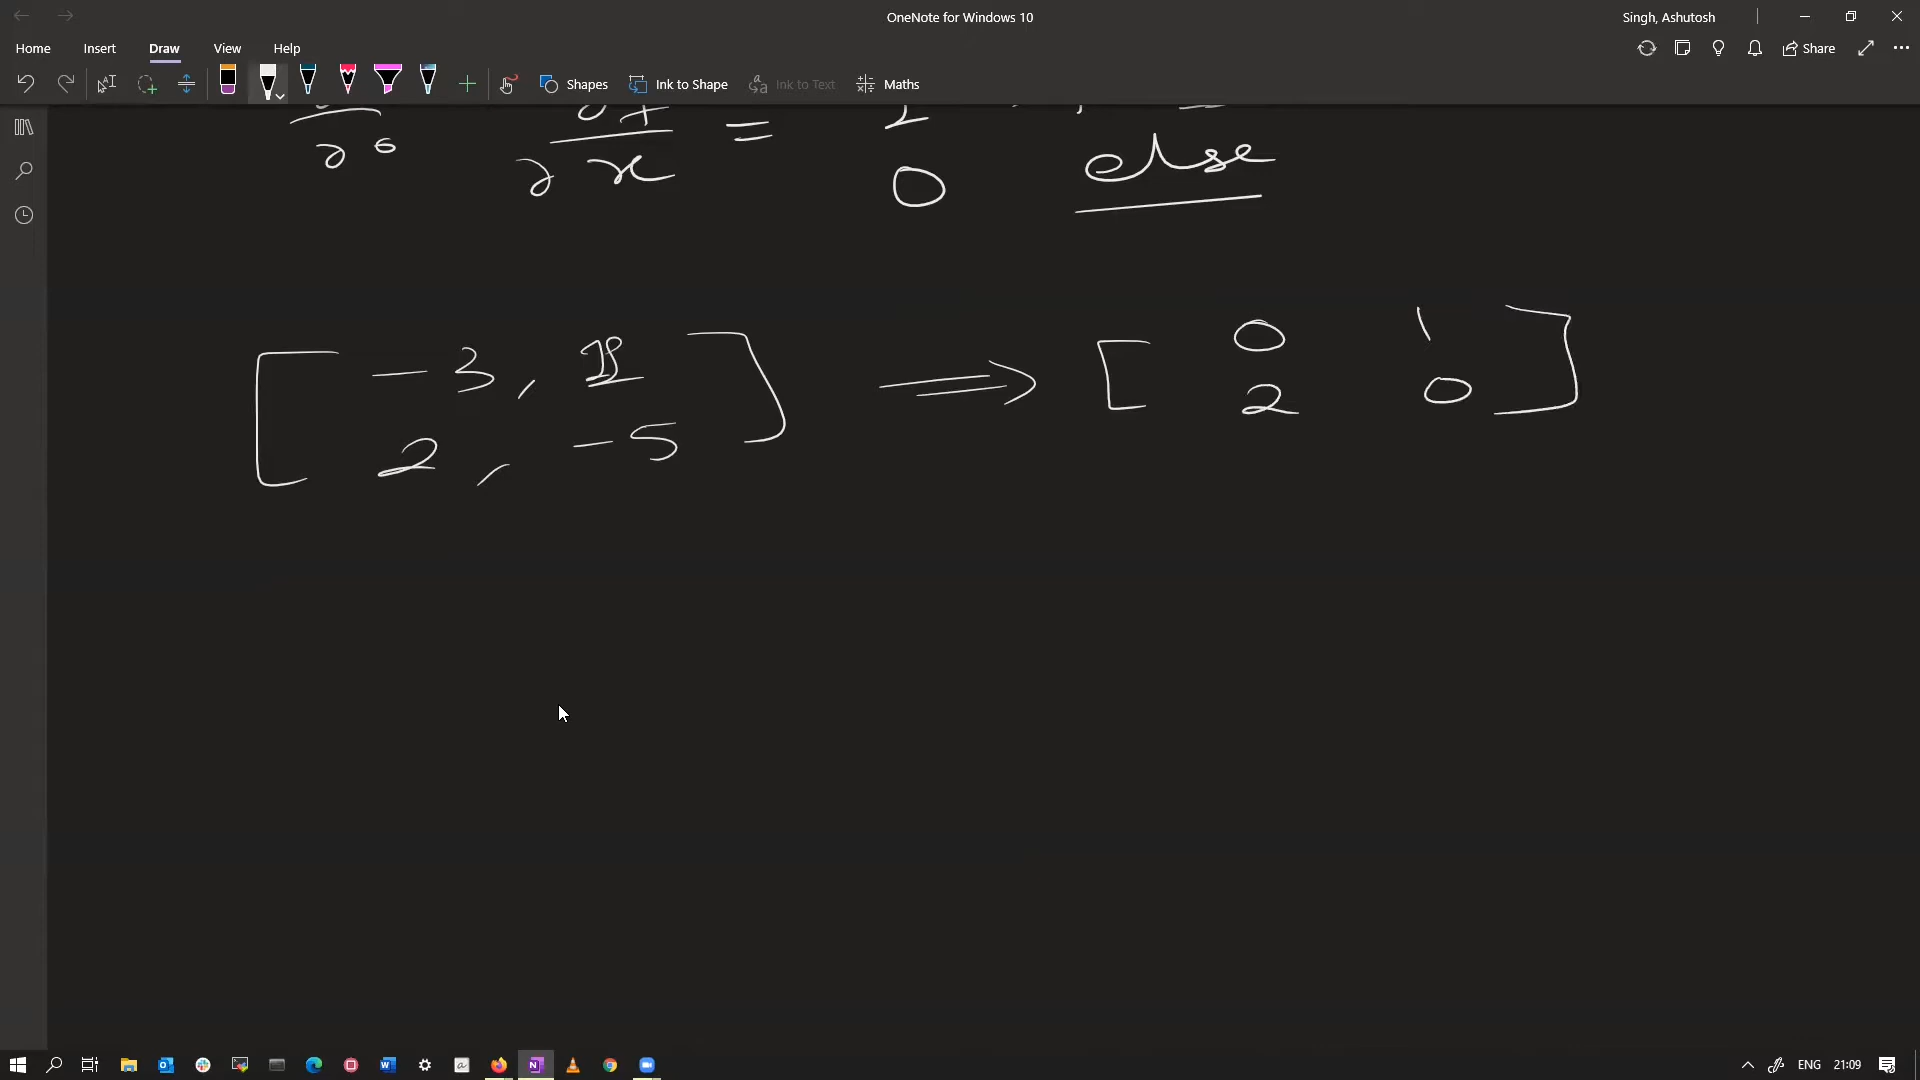 OneNote for Windows 10
Singh, Ashutosh
Home Insert Draw View Help
Share
Shapes Ink to Shape Ink to Text Maths
∂x = 0 else
[ -3, 1
2, -5 ] ⟹ [ 0 1
2 0 ]
ENG 21:09